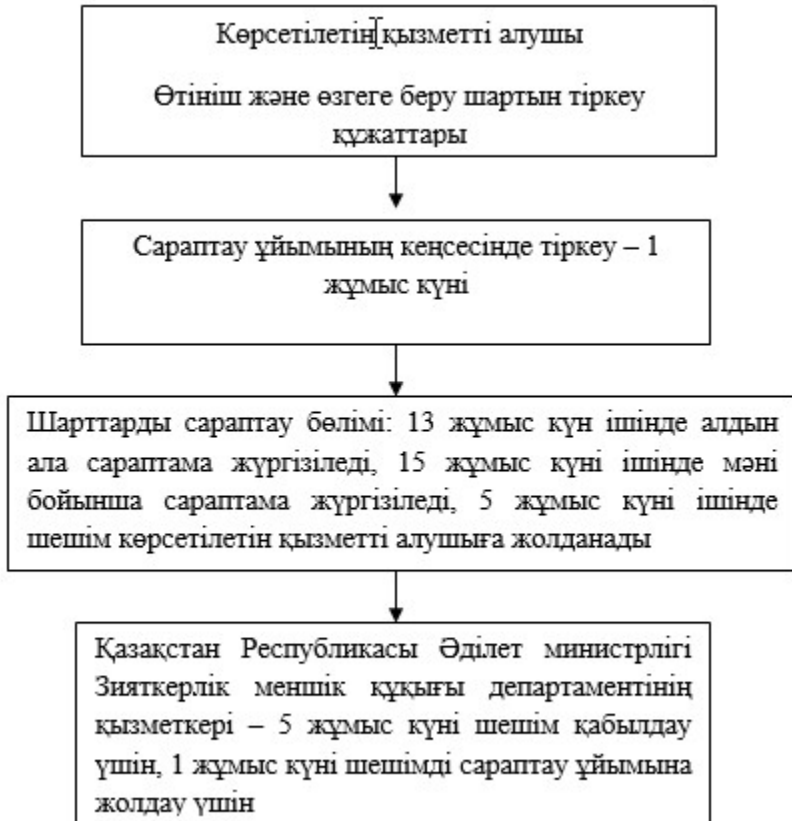 Көрсетілетін қызметті алушы
Өтініш және өзгеге беру шартын тіркеу
құжаттары
Сараптау ұйымының кеңсесінде тіркеу – 1
жұмыс күні
Шарттарды сараптау бөлімі: 13 жұмыс күн ішінде алдын
ала сараптама жүргізіледі, 15 жұмыс күні ішінде мәні
бойынша сараптама жүргізіледі, 5 жұмыс күні ішінде
шешім көрсетілетін қызметті алушыға жолданады
Қазақстан Республикасы Әділет министрлігі
Зияткерлік меншік құқығы департаментінің
қызметкері – 5 жұмыс күні шешім қабылдау
үшін, 1 жұмыс күні шешімді сараптау ұйымына
жолдау үшін